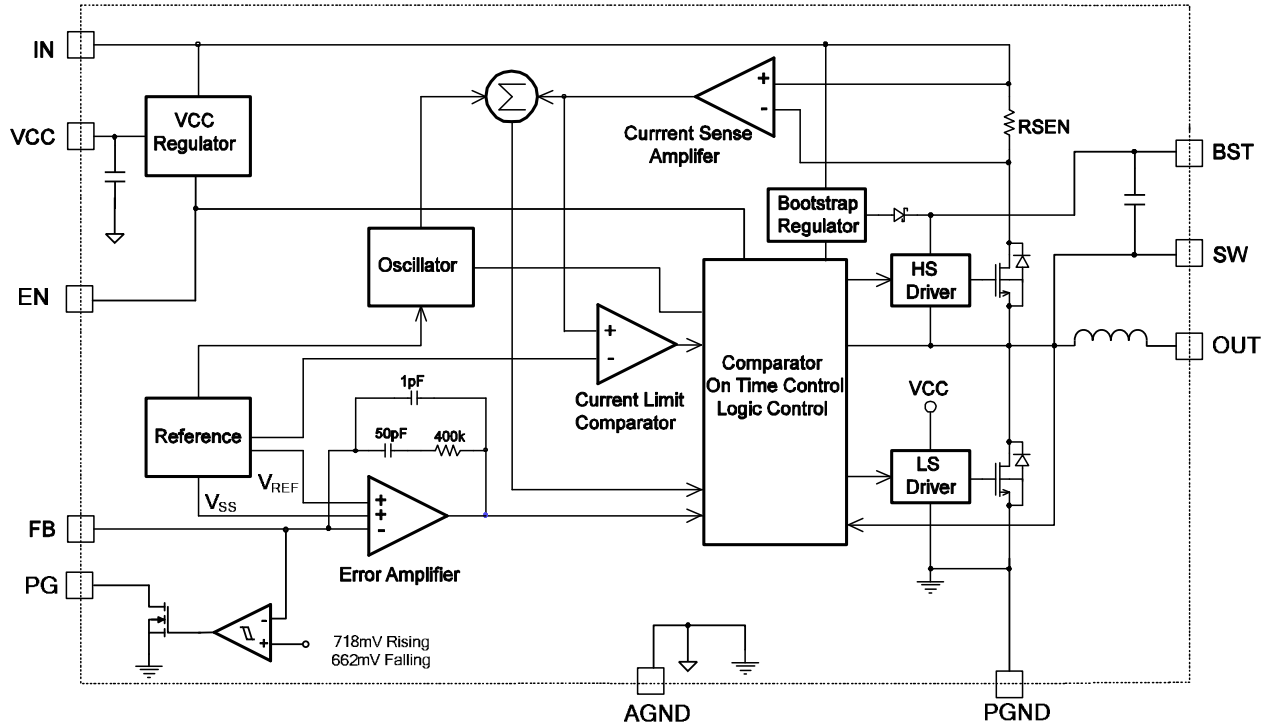 IN
VCC
Regulator
VCC
Σ
+
-
Currrent Sense
Amplifer
RSEN
BST
Bootstrap
Regulator
SW
Oscillator
HS
Driver
EN
+
-
Current Limit
Comparator
Comparator
On Time Control
Logic Control
OUT
1pF
VCC
50pF
400k
Reference
LS
Driver
VREF
VSS
+
+
-
FB
Error Amplifier
PG
-
+
718mV Rising
662mV Falling
AGND
PGND